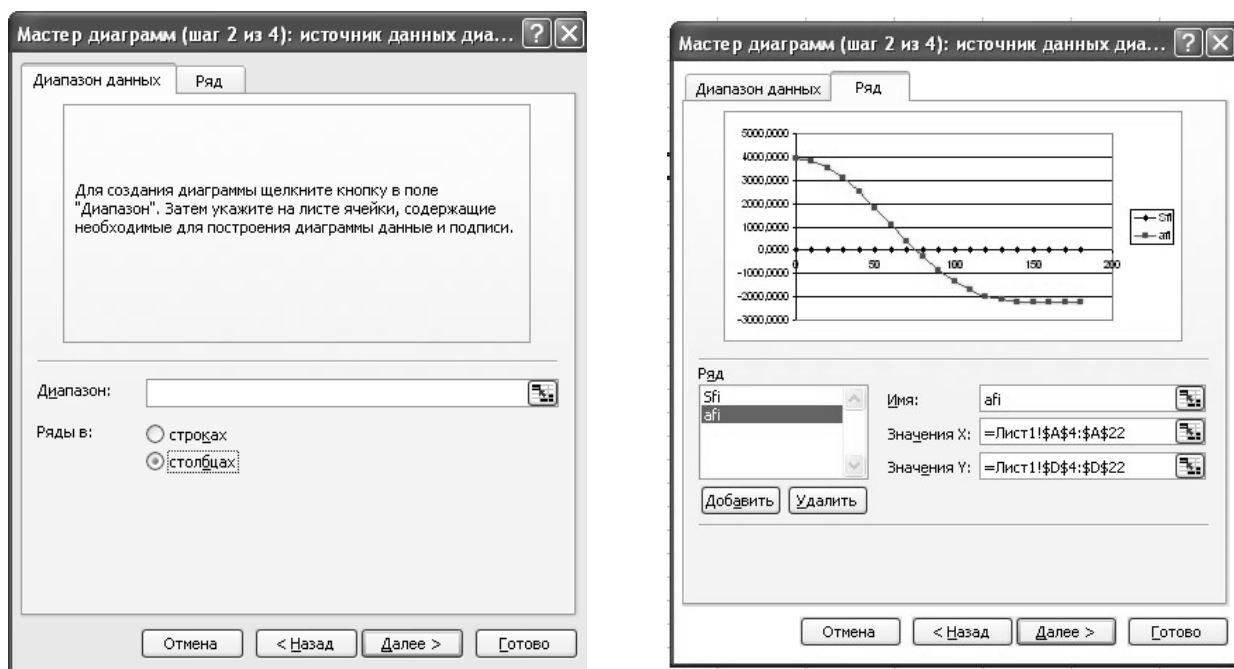 Мастер диаграмм (шаг 2 из 4): источник данных диа...
Диапазон данных
Ряд
Для создания диаграммы щелкните кнопку в поле
"Диапазон". Затем укажите на листе ячейки, содержащие
необходимые для построения диаграммы данные и подписи.
Диапазон:
Ряды в:
строках
столбцах
Отмена
< Назад
Далее >
Готово
Мастер диаграмм (шаг 2 из 4): источник данных диа...
Диапазон данных
Ряд
5000,0000
4000,0000
3000,0000
2000,0000
1000,0000
0,0000
-1000,0000
-2000,0000
-3000,0000
0
50
100
150
200
Sfi
afi
Ряд
Sfi
afi
Имя:
afi
Значения X:
=Лист1!$A$4:$A$22
Значения Y:
=Лист1!$D$4:$D$22
Добавить
Удалить
Отмена
< Назад
Далее >
Готово